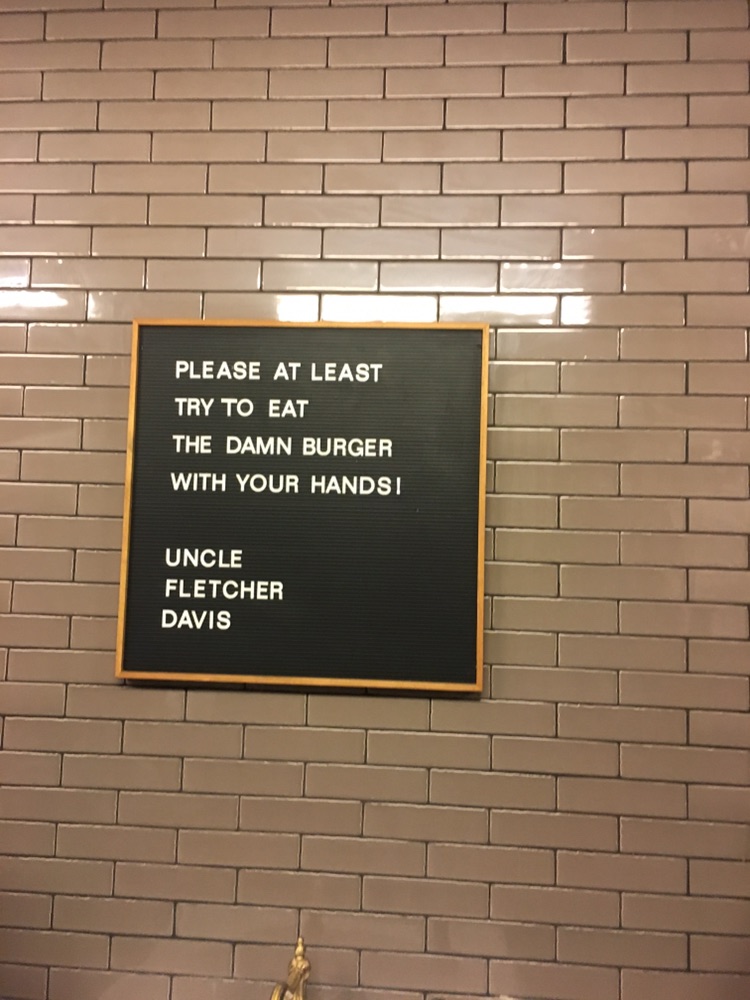 PLEASE AT LEAST
TRY TO EAT
THE DAMN BURGER
WITH YOUR HANDS!
UNCLE
FLETCHER
DAVIS